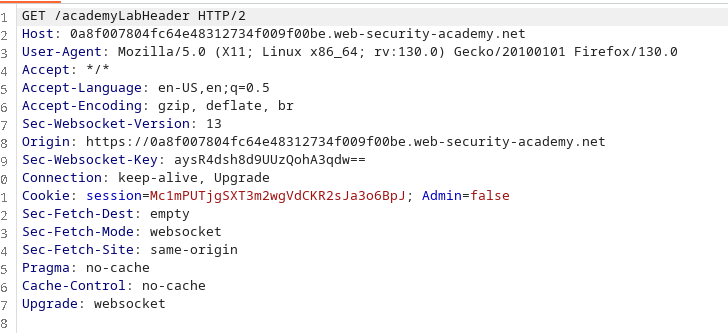 1 GET /academyLabHeader HTTP/2
2 Host: 0a8f007804fc64e48312734f009f00be.web-security-academy.net
3 User-Agent: Mozilla/5.0 (X11; Linux x86_64; rv:130.0) Gecko/20100101 Firefox/130.0
4 Accept: */*
5 Accept-Language: en-US,en;q=0.5
6 Accept-Encoding: gzip, deflate, br
7 Sec-Websocket-Version: 13
8 Origin: https://0a8f007804fc64e48312734f009f00be.web-security-academy.net
9 Sec-Websocket-Key: aysR4dsh8d9UUzQohA3qdw==
0 Connection: keep-alive, Upgrade
1 Cookie: session=Mc1mPUTjgSXT3m2wgVdCKR2sJa3o6BpJ; Admin=false
2 Sec-Fetch-Dest: empty
3 Sec-Fetch-Mode: websocket
4 Sec-Fetch-Site: same-origin
5 Pragma: no-cache
6 Cache-Control: no-cache
7 Upgrade: websocket
8